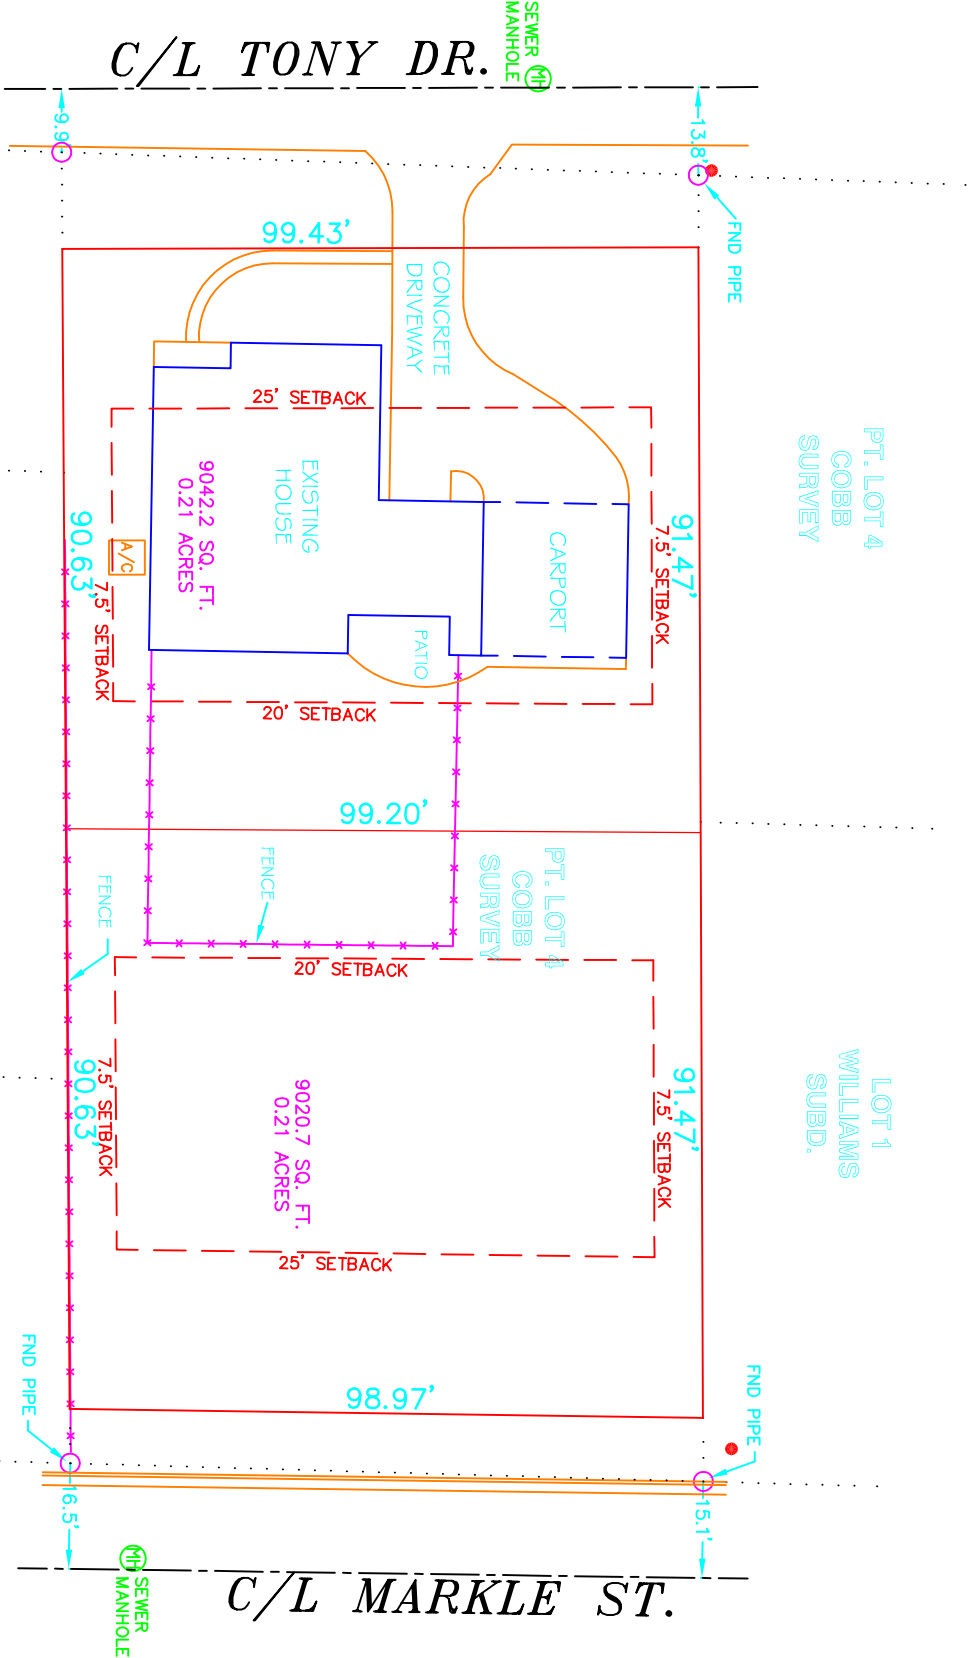 SEWER
MANHOLE
MH
C/L TONY DR.
9.9'
13.8'
FND PIPE
99.43'
CONCRETE
DRIVEWAY
25' SETBACK
PT. LOT 4
COBB
SURVEY
EXISTING
HOUSE
9042.2 SQ. FT.
0.21 ACRES
90.63'
A/C
7.5' SETBACK
CARPORT
91.47'
7.5' SETBACK
PATIO
20' SETBACK
99.20'
FENCE
FENCE
PT. LOT 4
COBB
SURVEY
20' SETBACK
90.63'
7.5' SETBACK
9020.7 SQ. FT.
0.21 ACRES
91.47'
7.5' SETBACK
LOT 1
WILLIAMS
SUBD.
25' SETBACK
98.97'
FND PIPE
FND PIPE
16.5'
15.1'
MH
SEWER
MANHOLE
C/L MARKLE ST.